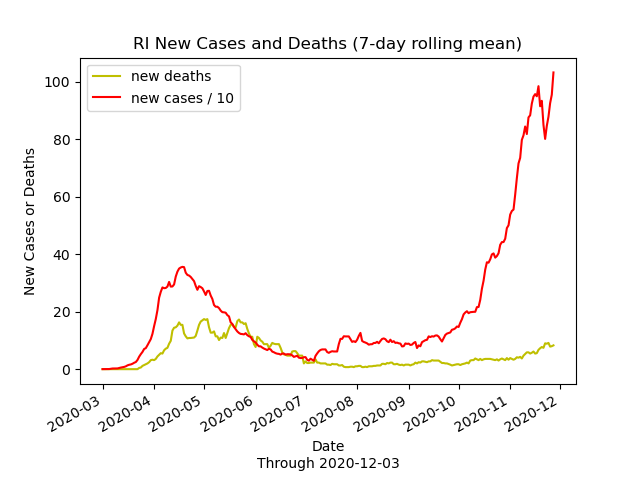 RI New Cases and Deaths (7-day rolling mean)
new deaths
new cases / 10
100
80
60
40
20
0
New Cases or Deaths
2020-03
2020-04
2020-05
2020-06
2020-07
2020-08
2020-09
2020-10
2020-11
2020-12
Date
Through 2020-12-03